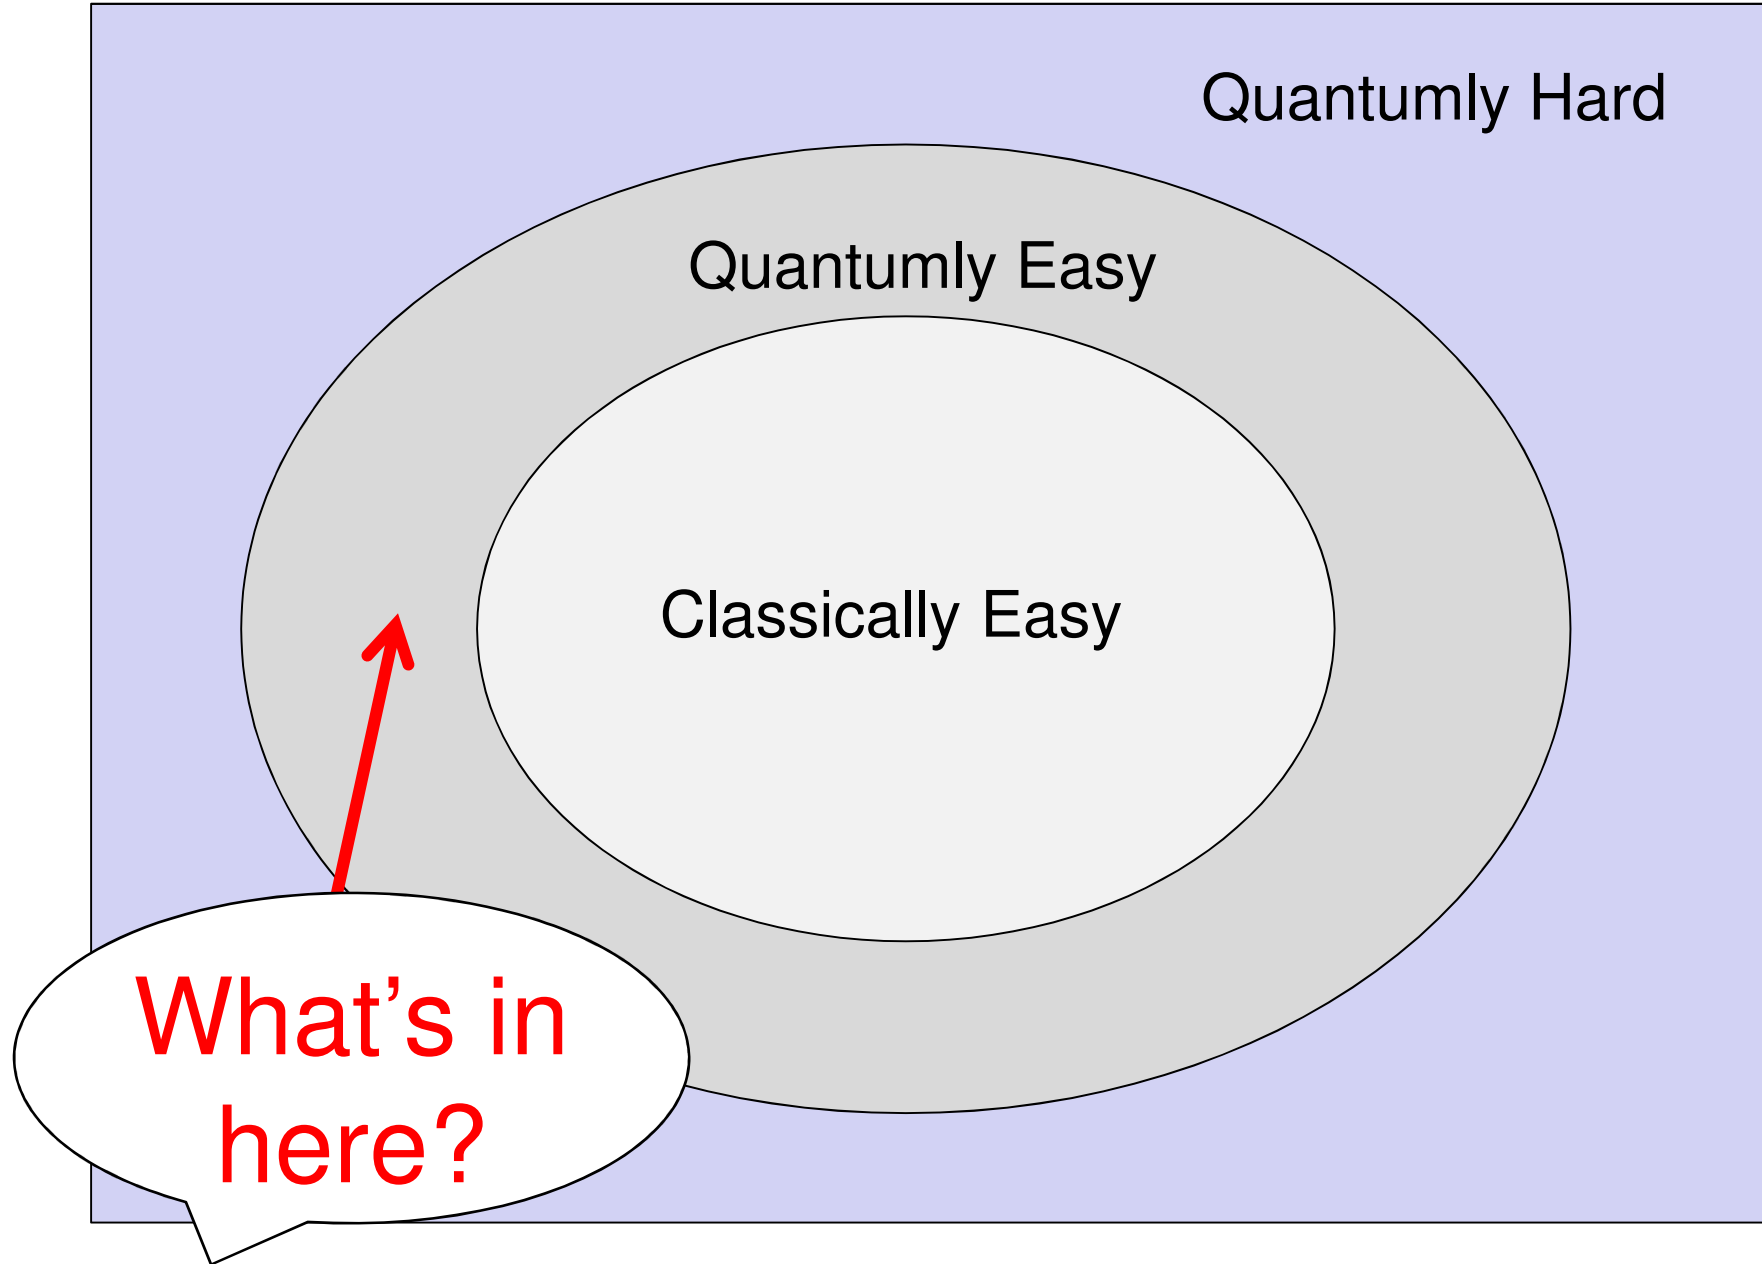 Quantumly Hard
Quantumly Easy
Classically Easy
What’s in
here?